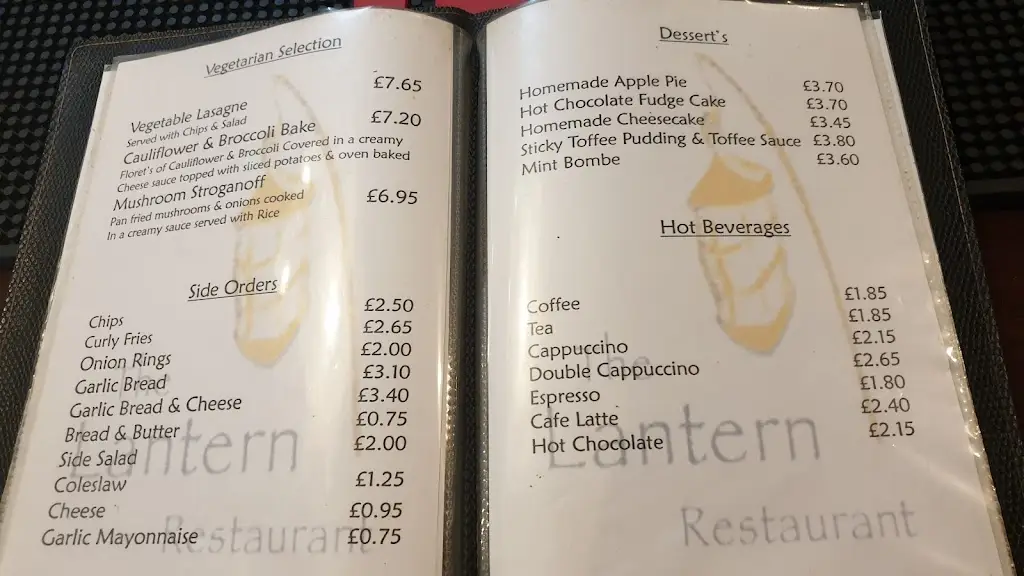 Vegetarian Selection
Vegetable Lasagne £7.65
Served with Chips & Salad
Cauliflower & Broccoli Bake £7.20
Floret's of Cauliflower & Broccoli Covered in a creamy
Cheese sauce topped with sliced potatoes & oven baked
Mushroom Stroganoff £6.95
Pan fried mushrooms & onions cooked
In a creamy sauce served with Rice
Side Orders
Chips £2.50
Curly Fries £2.65
Onion Rings £2.00
Garlic Bread £3.10
Garlic Bread & Cheese £3.40
Bread & Butter £0.75
Side Salad £2.00
Coleslaw £1.25
Cheese £0.95
Garlic Mayonnaise £0.75
The
Lantern
Restaurant
Dessert's
Homemade Apple Pie £3.70
Hot Chocolate Fudge Cake £3.70
Homemade Cheesecake £3.45
Sticky Toffee Pudding & Toffee Sauce £3.80
Mint Bombe £3.60
Hot Beverages
Coffee £1.85
Tea £1.85
Cappuccino £2.15
Double Cappuccino £2.65
Espresso £1.80
Cafe Latte £2.40
Hot Chocolate £2.15
The
Lantern
Restaurant